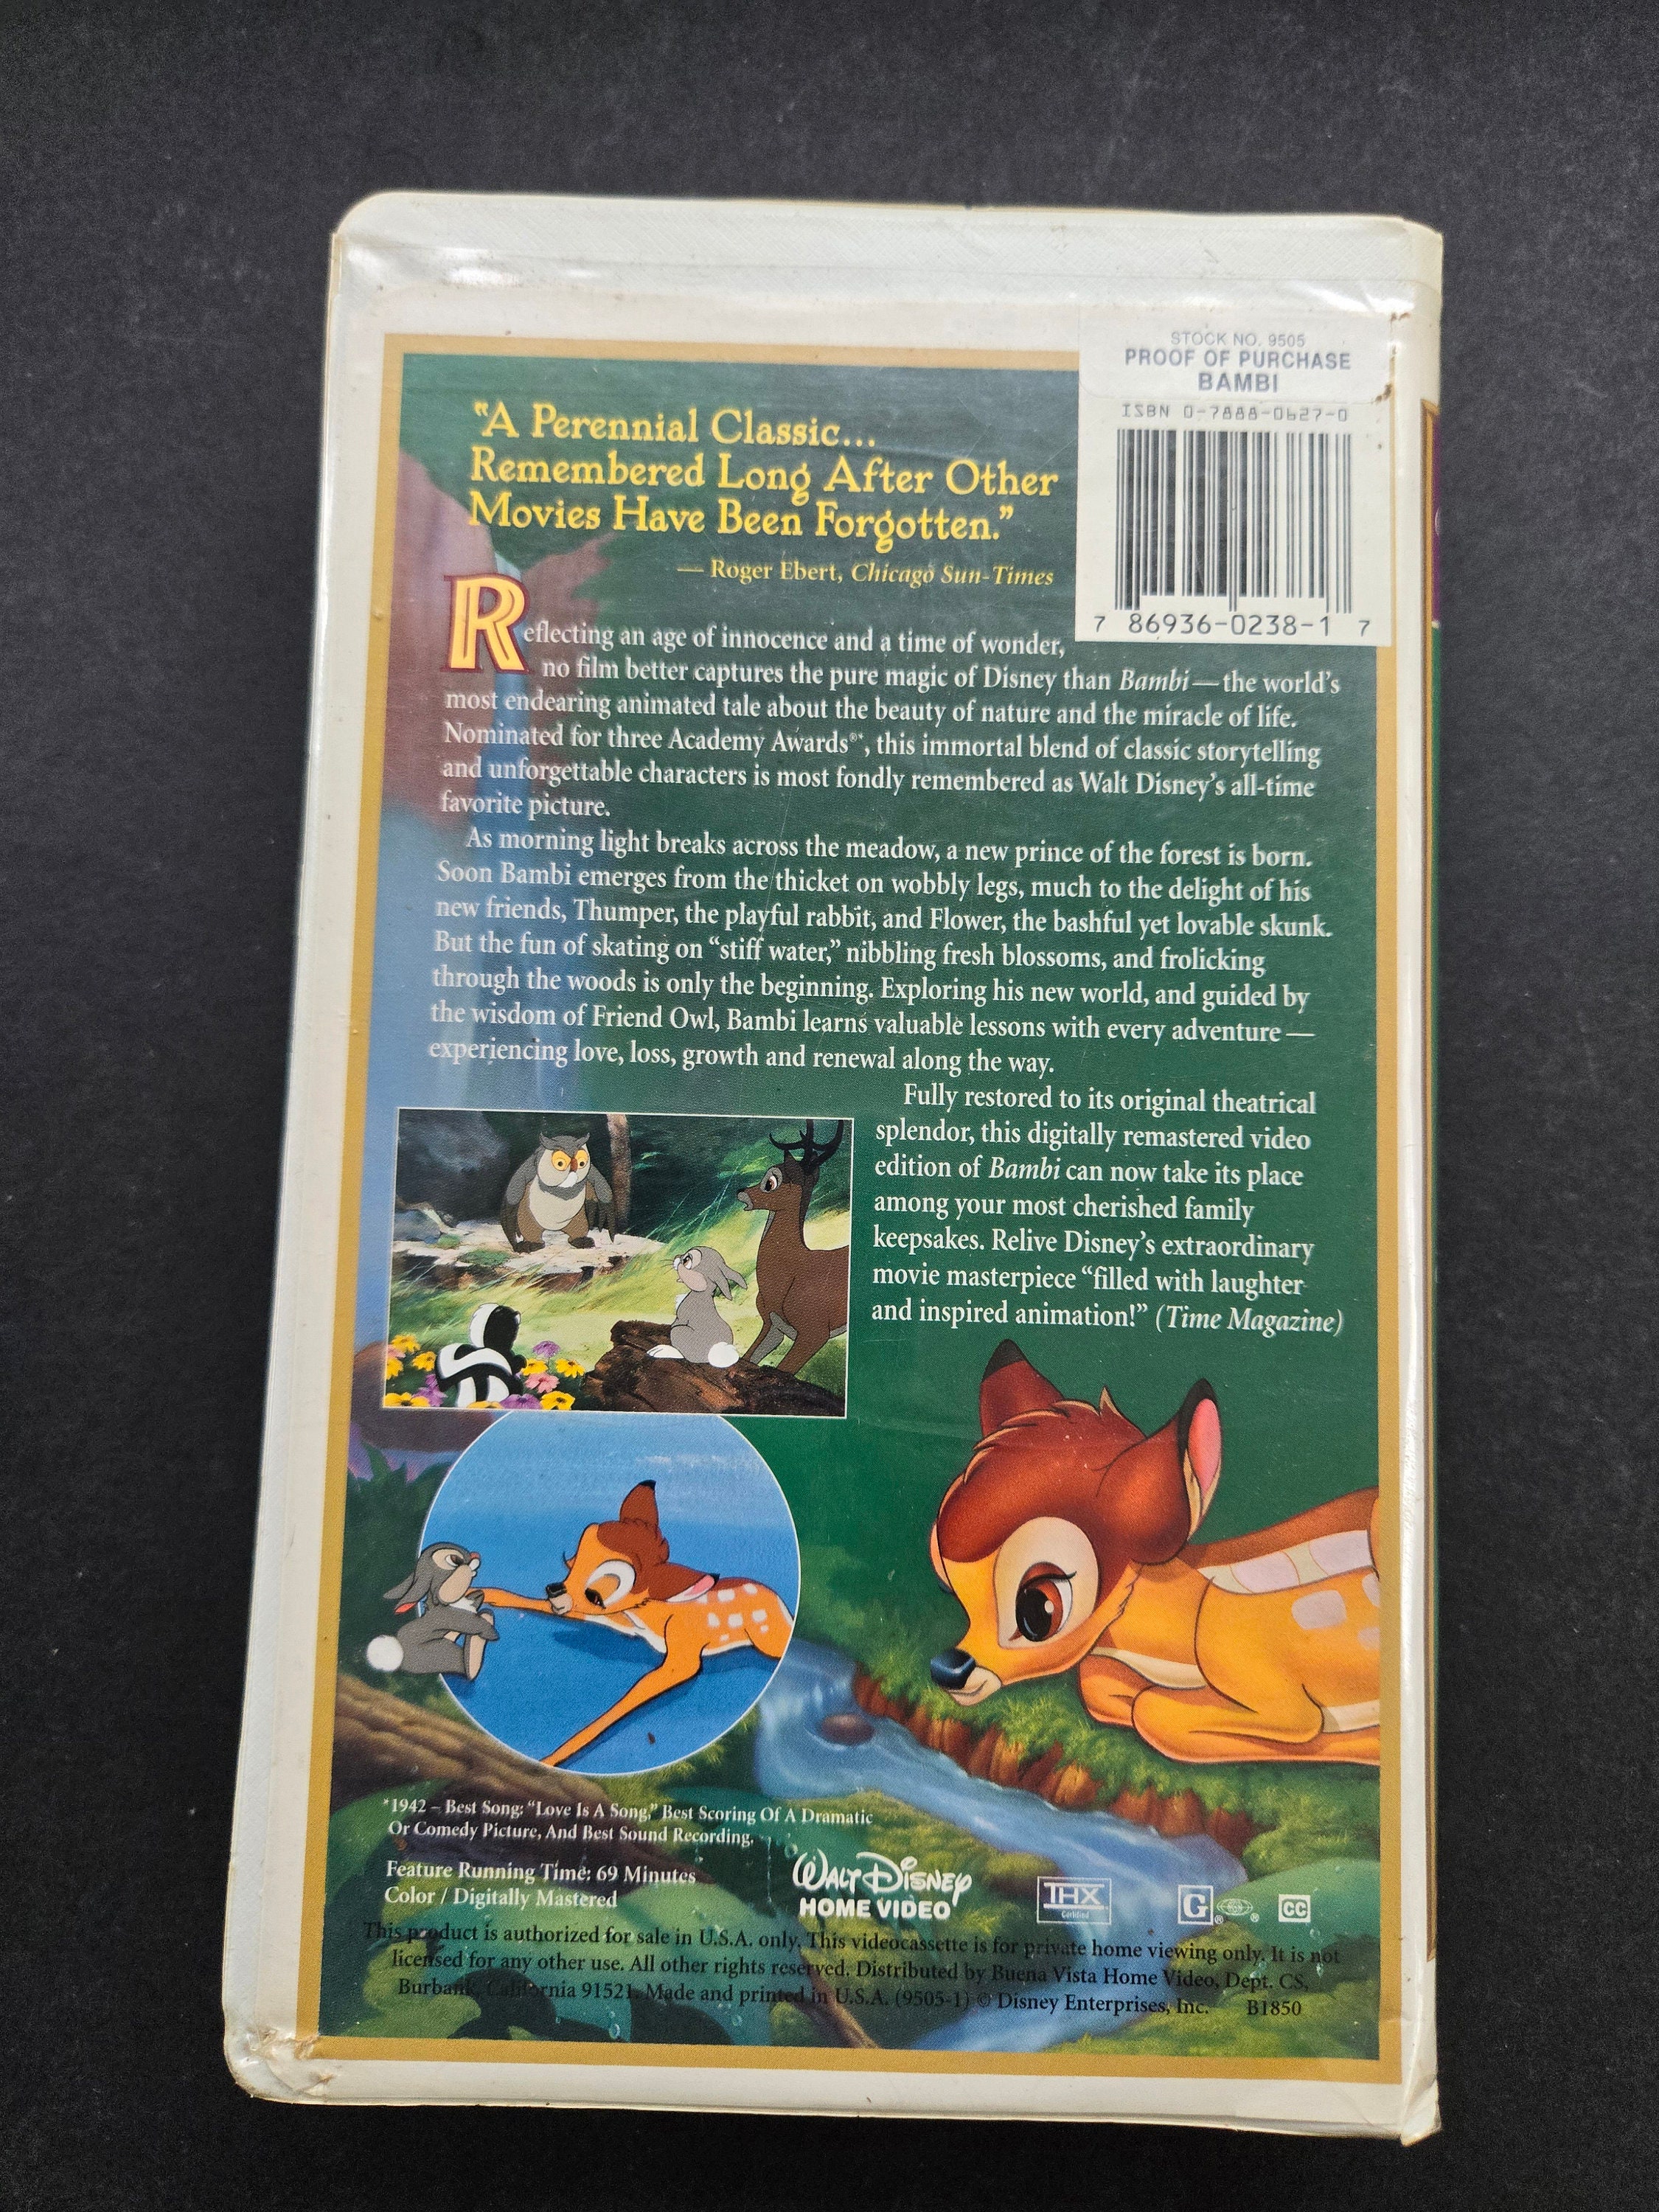 STOCK NO. 9505
PROOF OF PURCHASE
BAMBI
ISBN 0-7888-0627-0
7 86936-0238-1 7
"A Perennial Classic...
Remembered Long After Other
Movies Have Been Forgotten."
— Roger Ebert, Chicago Sun-Times
Reflecting an age of innocence and a time of wonder,
no film better captures the pure magic of Disney than Bambi—the world's
most endearing animated tale about the beauty of nature and the miracle of life.
Nominated for three Academy Awards®*, this immortal blend of classic storytelling
and unforgettable characters is most fondly remembered as Walt Disney's all-time
favorite picture.
As morning light breaks across the meadow, a new prince of the forest is born.
Soon Bambi emerges from the thicket on wobbly legs, much to the delight of his
new friends, Thumper, the playful rabbit, and Flower, the bashful yet lovable skunk.
But the fun of skating on "stiff water," nibbling fresh blossoms, and frolicking
through the woods is only the beginning. Exploring his new world, and guided by
the wisdom of Friend Owl, Bambi learns valuable lessons with every adventure—
experiencing love, loss, growth and renewal along the way.
Fully restored to its original theatrical
splendor, this digitally remastered video
edition of Bambi can now take its place
among your most cherished family
keepsakes. Relive Disney's extraordinary
movie masterpiece "filled with laughter
and inspired animation!" (Time Magazine)
*1942 – Best Song: "Love Is A Song," Best Scoring Of A Dramatic
Or Comedy Picture, And Best Sound Recording.
Feature Running Time: 69 Minutes
Color / Digitally Mastered
Walt Disney
HOME VIDEO
THX
Certified
G® ® CC
This product is authorized for sale in U.S.A. only. This videocassette is for private home viewing only. It is not
licensed for any other use. All other rights reserved. Distributed by Buena Vista Home Video, Dept. CS,
Burbank, California 91521. Made and printed in U.S.A. (9505-1) © Disney Enterprises, Inc. B1850